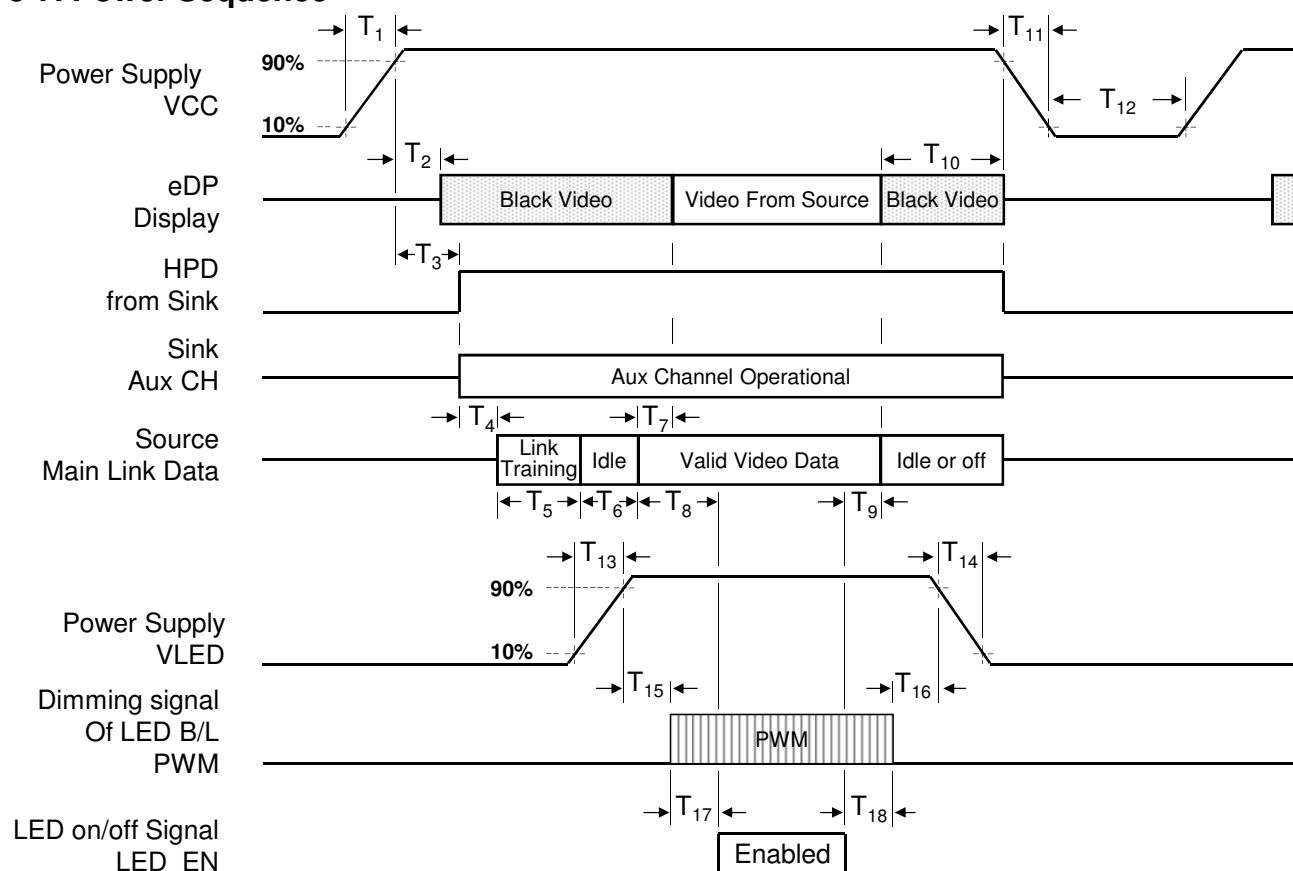 Power Sequence
T1
T11
90%
Power Supply
VCC
T12
10%
T2
T10
eDP
Display
Black Video
Video From Source
Black Video
T3
HPD
from Sink
Sink
Aux CH
Aux Channel Operational
T4
T7
Source
Main Link Data
Link
Training
Idle
Valid Video Data
Idle or off
T5
T6
T8
T9
T13
T14
90%
Power Supply
VLED
10%
T15
T16
Dimming signal
Of LED B/L
PWM
PWM
T17
T18
LED on/off Signal
LED EN
Enabled